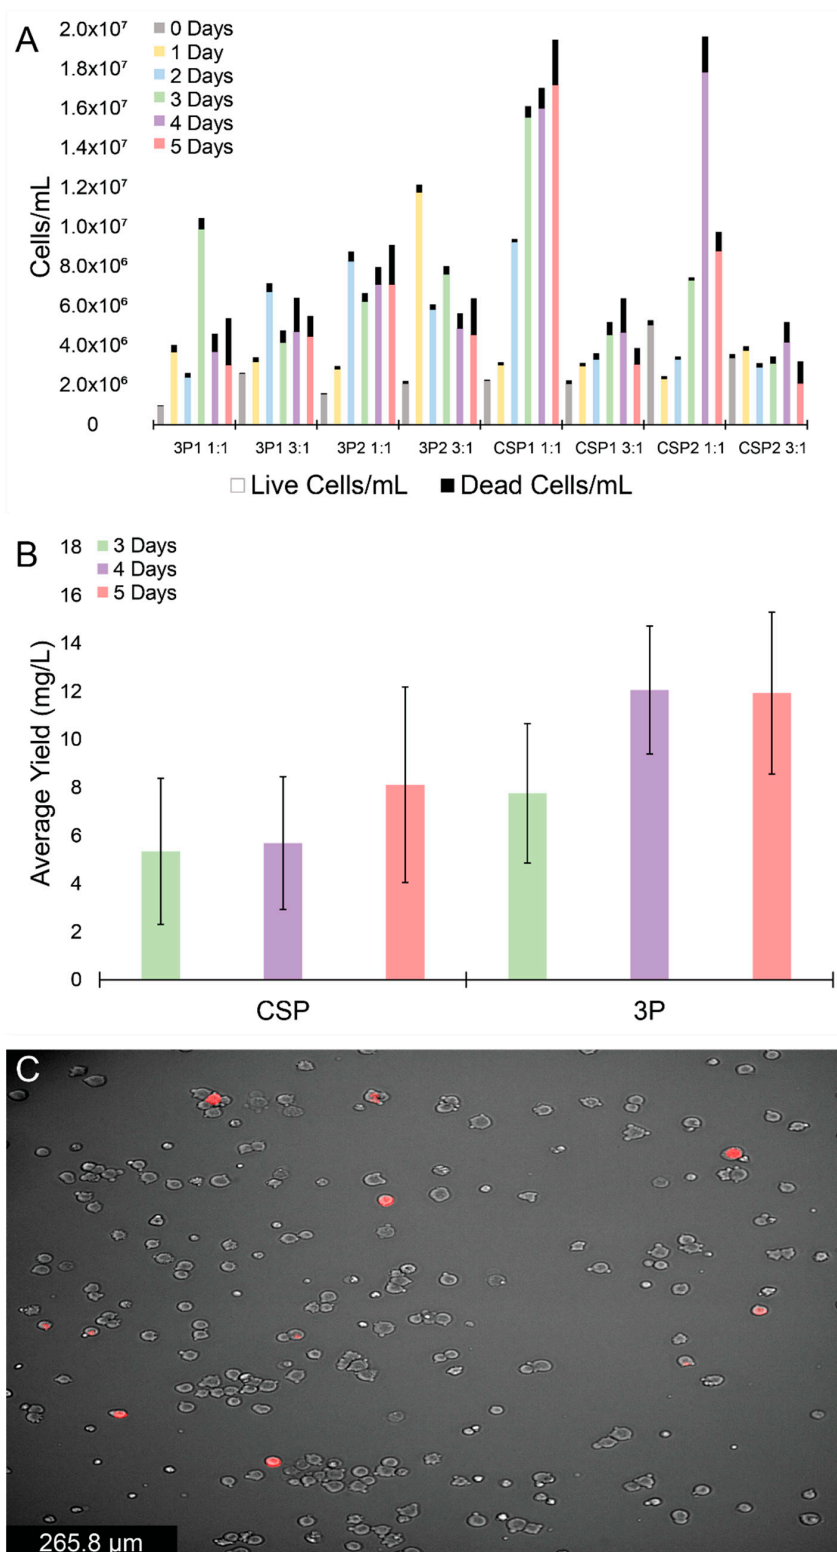 A
2.0x10⁷
1.8x10⁷
1.6x10⁷
1.4x10⁷
1.2x10⁷
1.0x10⁷
8.0x10⁶
6.0x10⁶
4.0x10⁶
2.0x10⁶
0
Cells/mL
0 Days
1 Day
2 Days
3 Days
4 Days
5 Days
3P1 1:1 3P1 3:1 3P2 1:1 3P2 3:1 CSP1 1:1 CSP1 3:1 CSP2 1:1 CSP2 3:1
Live Cells/mL Dead Cells/mL
B
18
16
14
12
10
8
6
4
2
0
Average Yield (mg/L)
3 Days
4 Days
5 Days
CSP 3P
C
265.8 µm